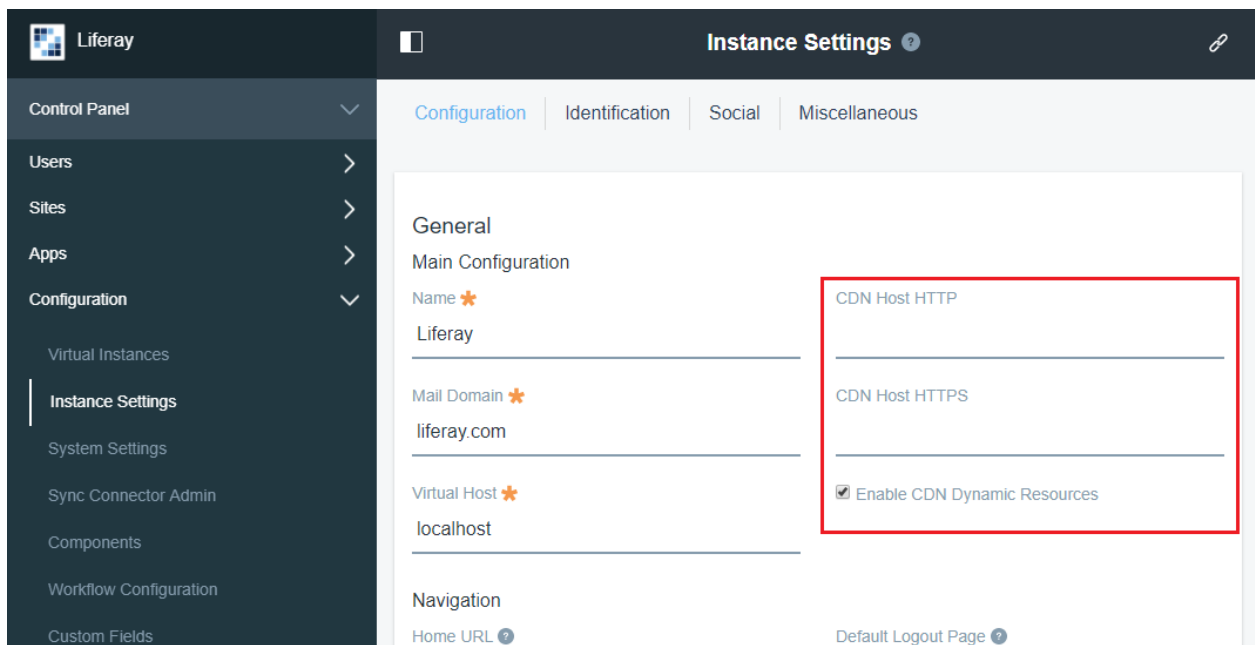 Liferay
Instance Settings
Control Panel
Users
Sites
Apps
Configuration
Virtual Instances
Instance Settings
System Settings
Sync Connector Admin
Components
Workflow Configuration
Custom Fields
Configuration Identification Social Miscellaneous
General
Main Configuration
Name
Liferay
Mail Domain
liferay.com
Virtual Host
localhost
CDN Host HTTP
CDN Host HTTPS
Enable CDN Dynamic Resources
Navigation
Home URL
Default Logout Page